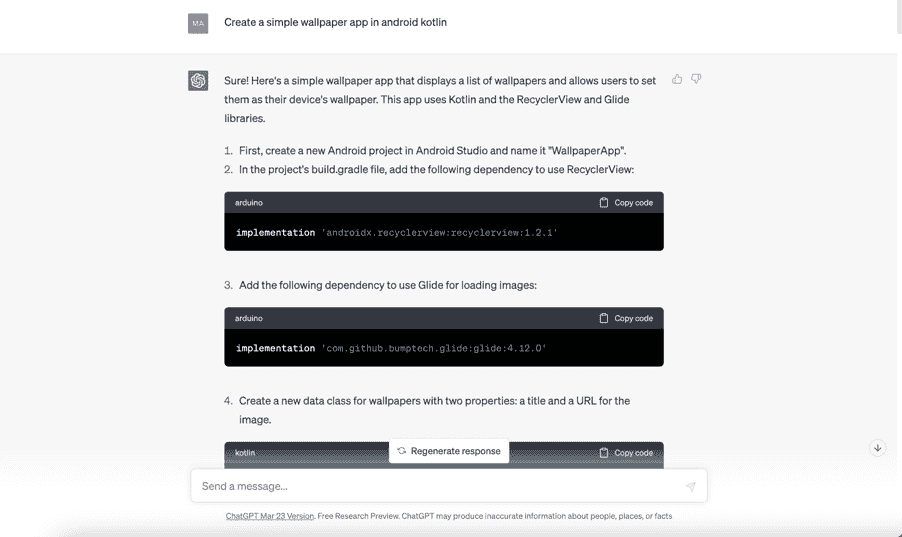 MA
Create a simple wallpaper app in android kotlin
Sure! Here's a simple wallpaper app that displays a list of wallpapers and allows users to set
them as their device's wallpaper. This app uses Kotlin and the RecyclerView and Glide
libraries.
1. First, create a new Android project in Android Studio and name it "WallpaperApp".
2. In the project's build.gradle file, add the following dependency to use RecyclerView:
arduino Copy code
implementation 'androidx.recyclerview:recyclerview:1.2.1'
3. Add the following dependency to use Glide for loading images:
arduino Copy code
implementation 'com.github.bumptech.glide:glide:4.12.0'
4. Create a new data class for wallpapers with two properties: a title and a URL for the
image.
kotlin Copy code
Regenerate response
Send a message...
ChatGPT Mar 23 Version. Free Research Preview. ChatGPT may produce inaccurate information about people, places, or facts